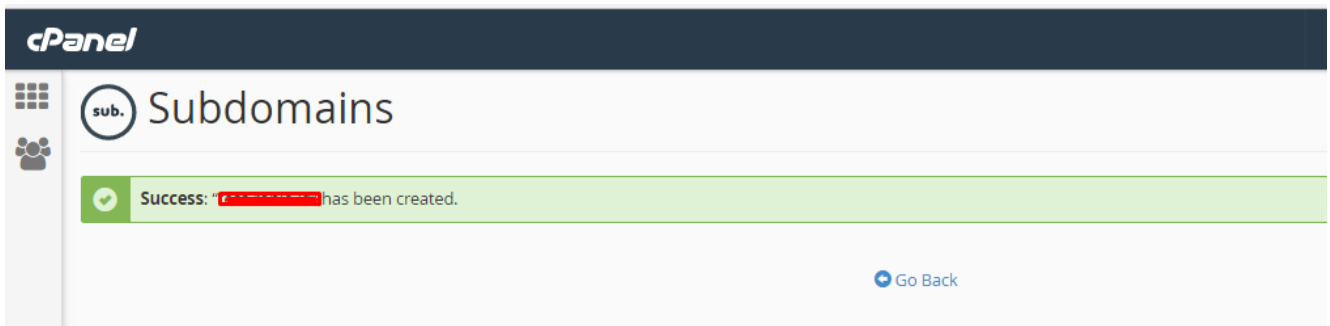 cPanel
sub.
Subdomains
Success: "has been created.
Go Back